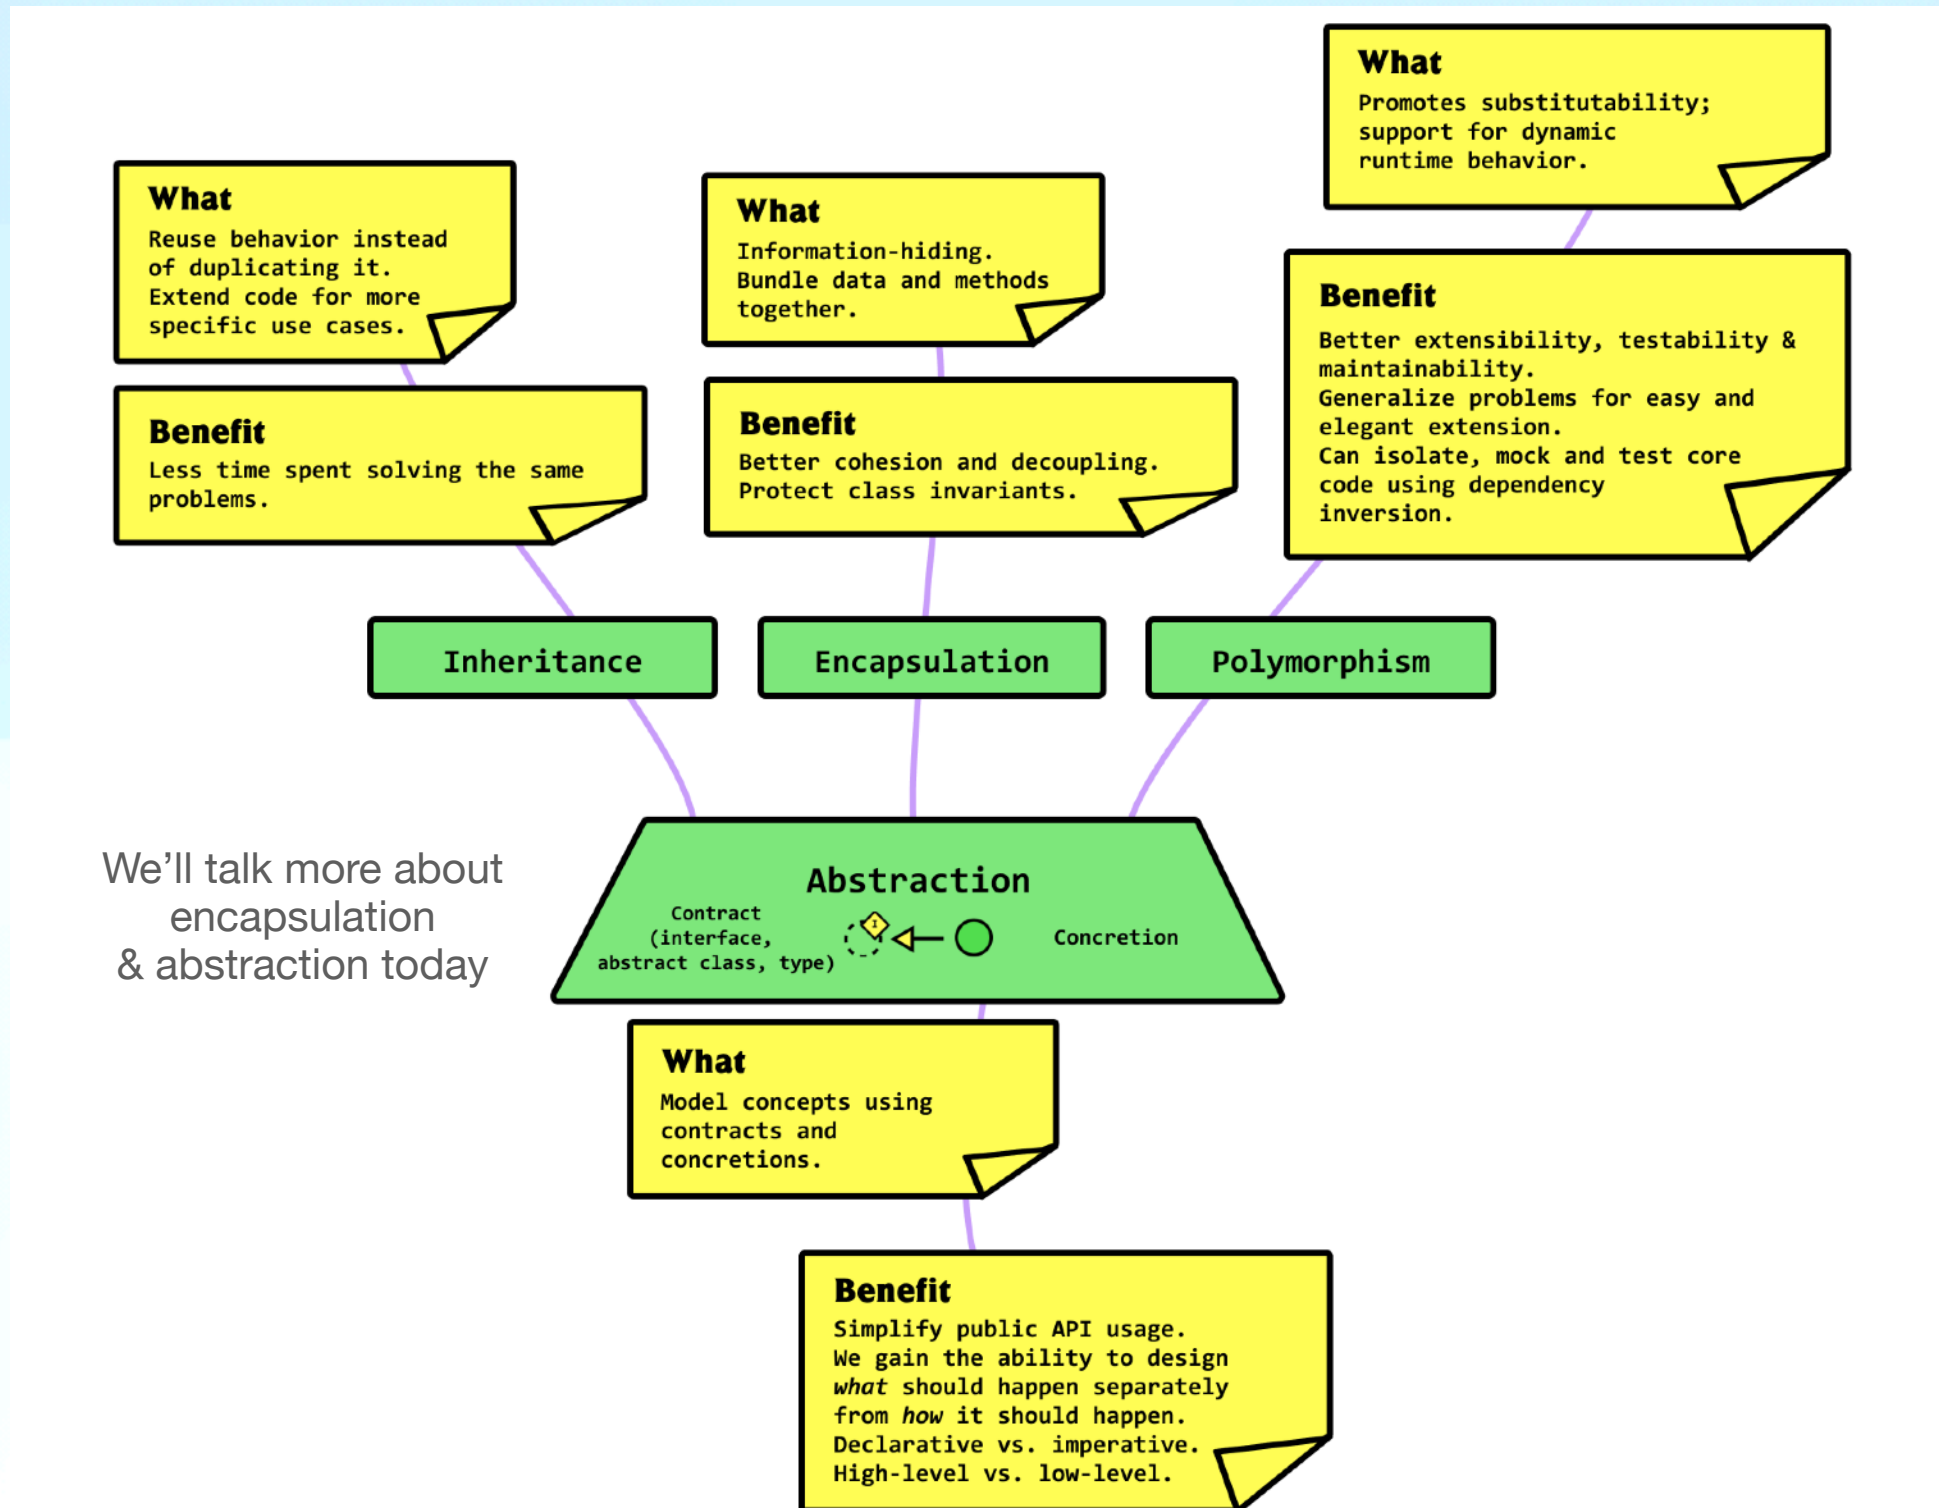 What
Promotes substitutability;
support for dynamic
runtime behavior.
What
Reuse behavior instead
of duplicating it.
Extend code for more
specific use cases.
What
Information-hiding.
Bundle data and methods
together.
Benefit
Better extensibility, testability &
maintainability.
Generalize problems for easy and
elegant extension.
Can isolate, mock and test core
code using dependency
inversion.
Benefit
Less time spent solving the same
problems.
Benefit
Better cohesion and decoupling.
Protect class invariants.
Inheritance
Encapsulation
Polymorphism
We’ll talk more about
encapsulation
& abstraction today
Abstraction
Contract
(interface,
abstract class, type)
I
Concretion
What
Model concepts using
contracts and
concretions.
Benefit
Simplify public API usage.
We gain the ability to design
what should happen separately
from how it should happen.
Declarative vs. imperative.
High-level vs. low-level.